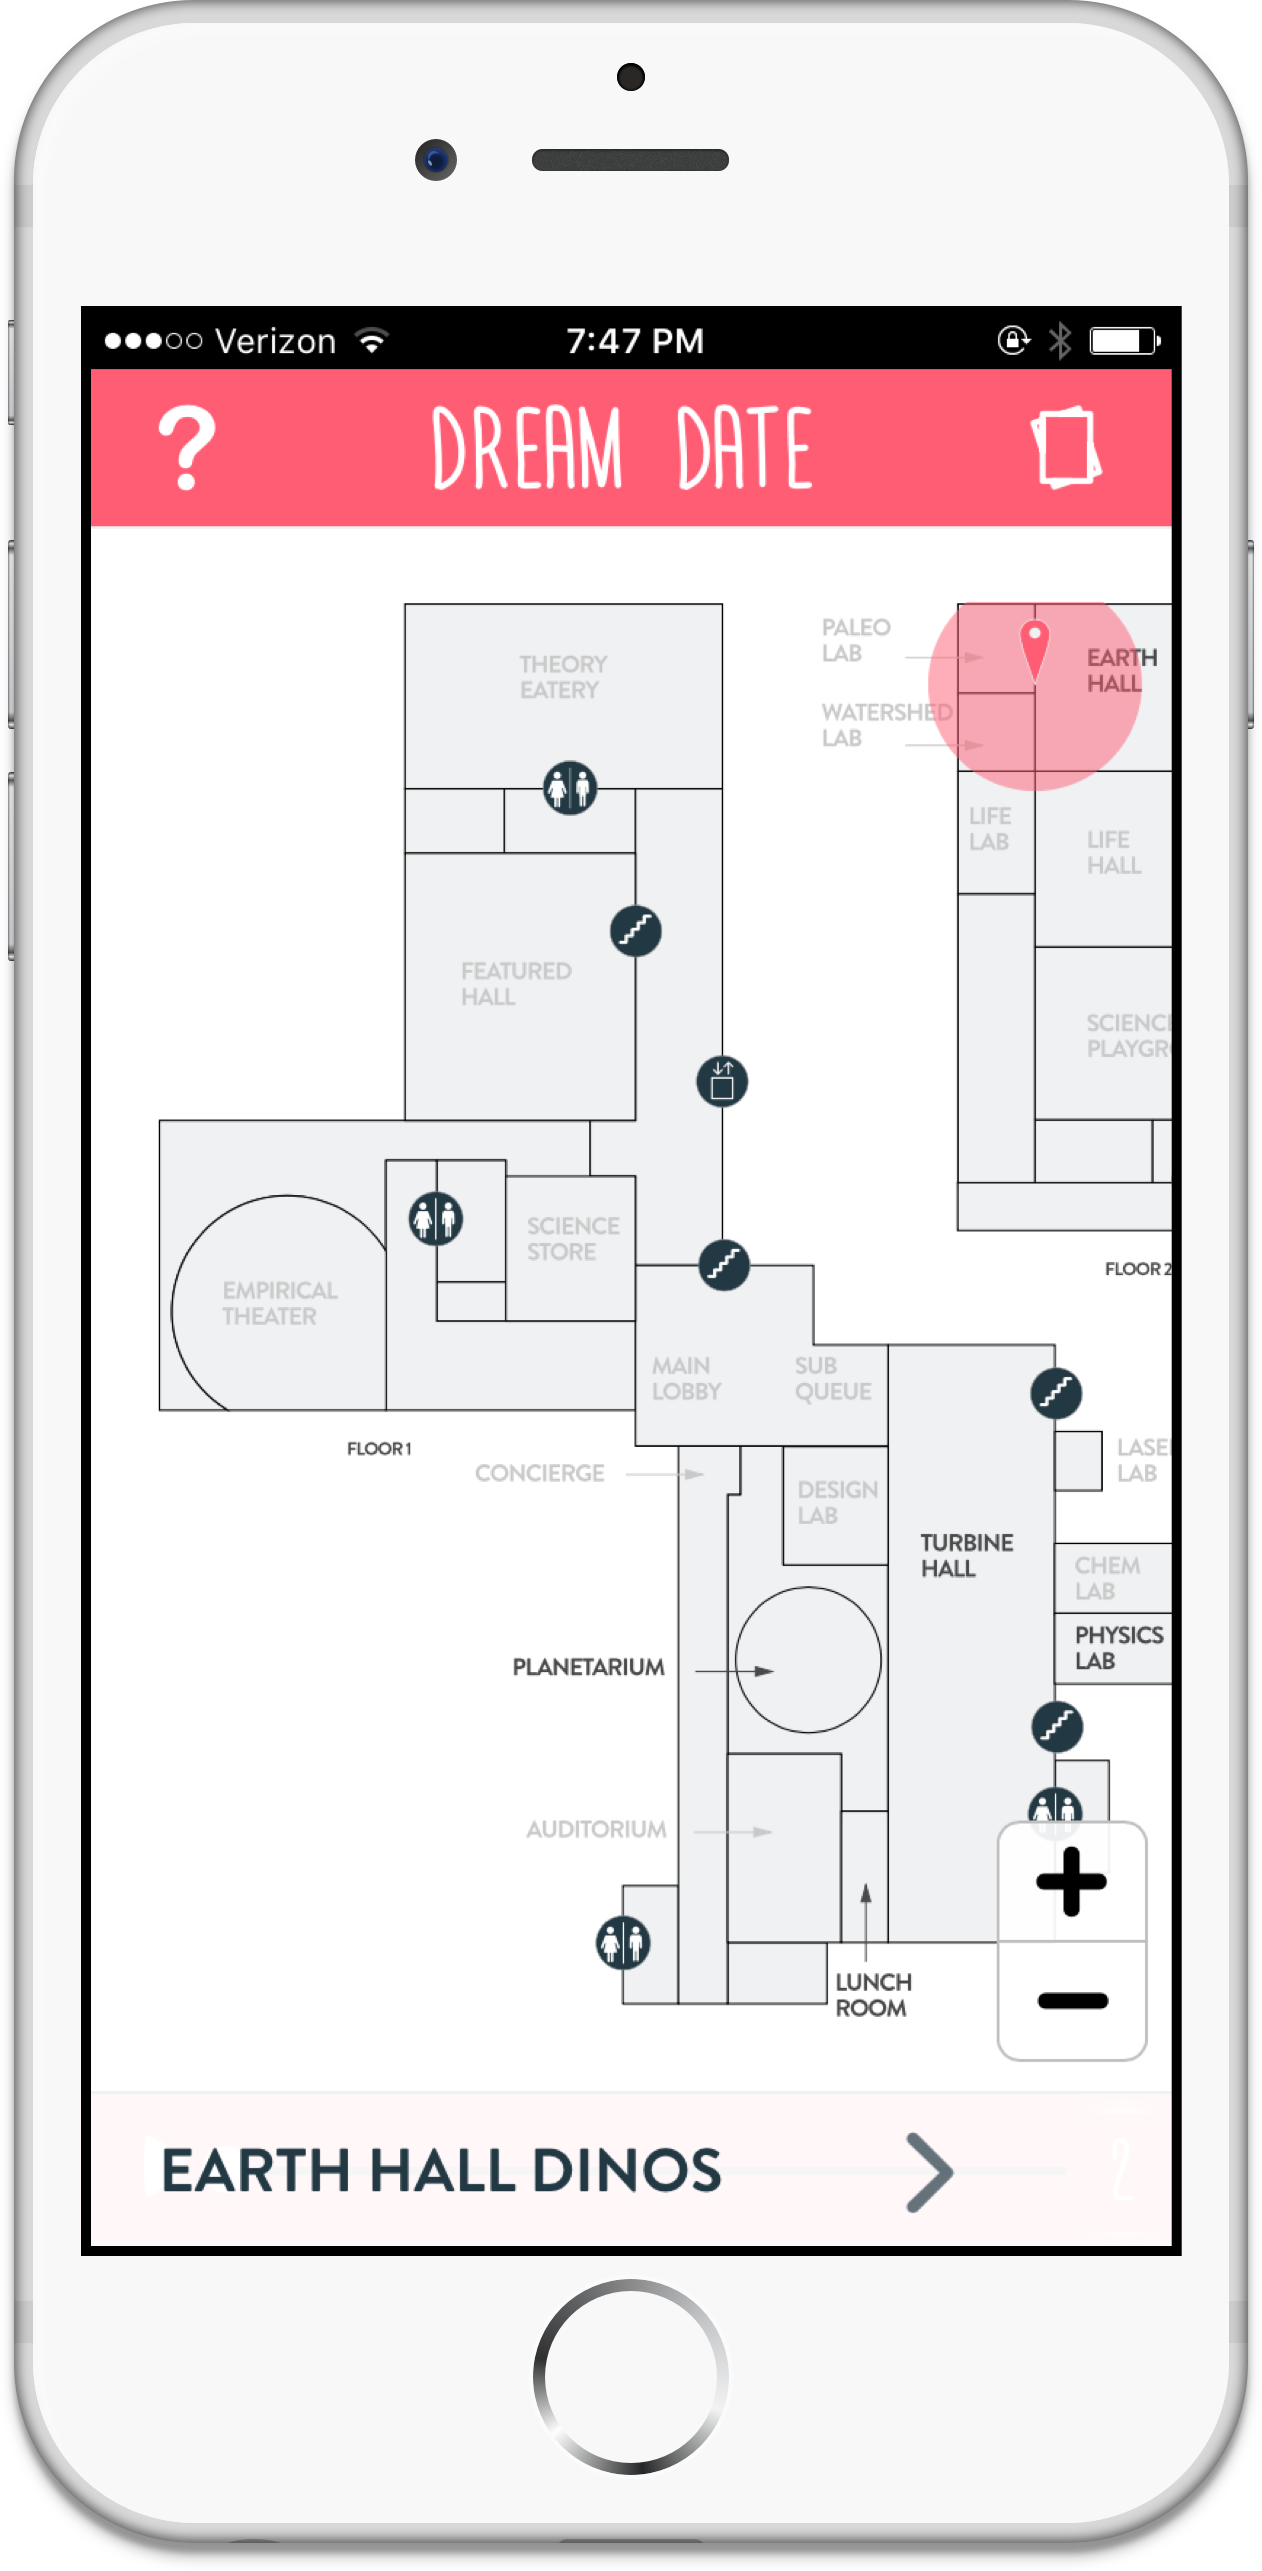 Verizon 7:47 PM
? DREAM DATE
THEORY
EATERY
PALEO
LAB
EARTH
HALL
WATERSHED
LAB
LIFE
LAB
LIFE
HALL
FEATURED
HALL
SCIENC
PLAYGR
SCIENCE
STORE
EMPIRICAL
THEATER
FLOOR 2
MAIN
LOBBY
SUB
QUEUE
FLOOR 1
CONCIERGE
LASE
LAB
DESIGN
LAB
TURBINE
HALL
CHEM
LAB
PHYSICS
LAB
PLANETARIUM
AUDITORIUM
LUNCH
ROOM
EARTH HALL DINOS
2